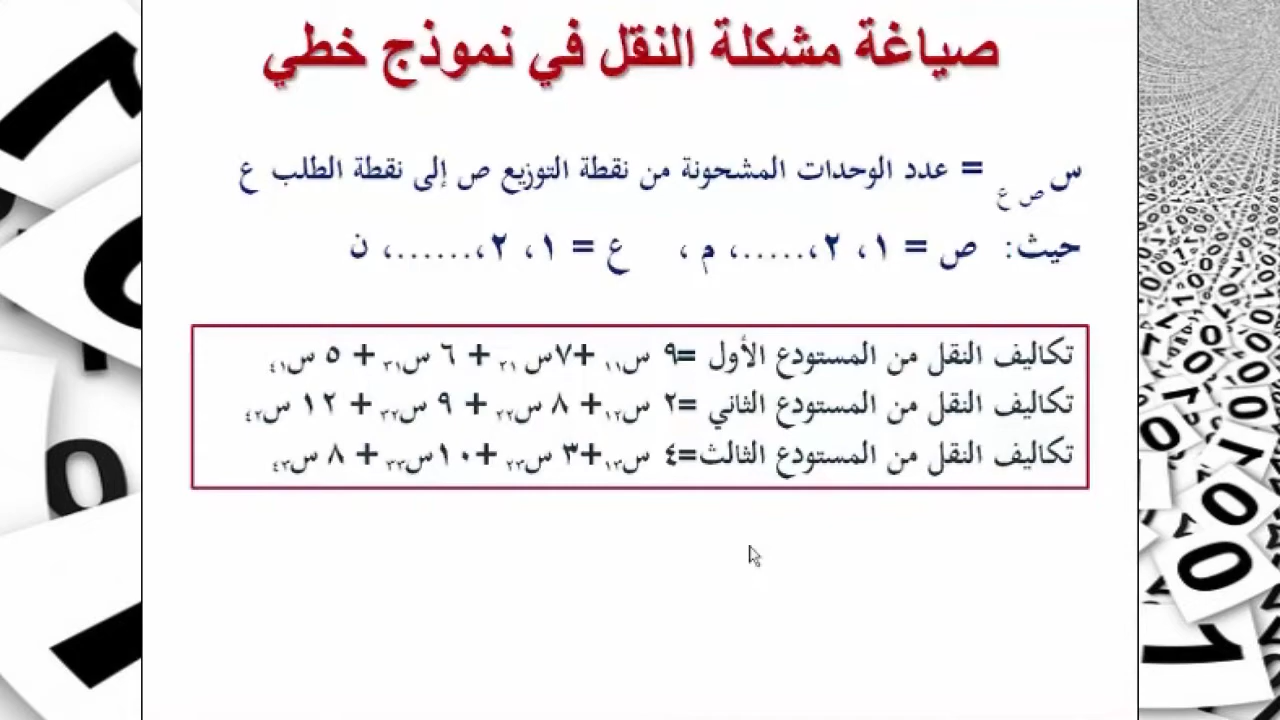 صياغة مشكلة النقل في نموذج خطي
س ص ع = عدد الوحدات المشحونة من نقطة التوزيع ص إلى نقطة الطلب ع
حيث: ص = ١، ٢،.....، م ، ع = ١، ٢،......، ن
تكاليف النقل من المستودع الأول =٩ س١١ +٧س٢١ + ٦ س٣١ + ٥ س٤١
تكاليف النقل من المستودع الثاني =٢ س١٢+ ٨ س٢٢ + ٩ س٣٢ + ١٢ س٤٢
تكاليف النقل من المستودع الثالث=٤ س١٣+٣ س٢٣ +١٠س٣٣ + ٨ س٤٣